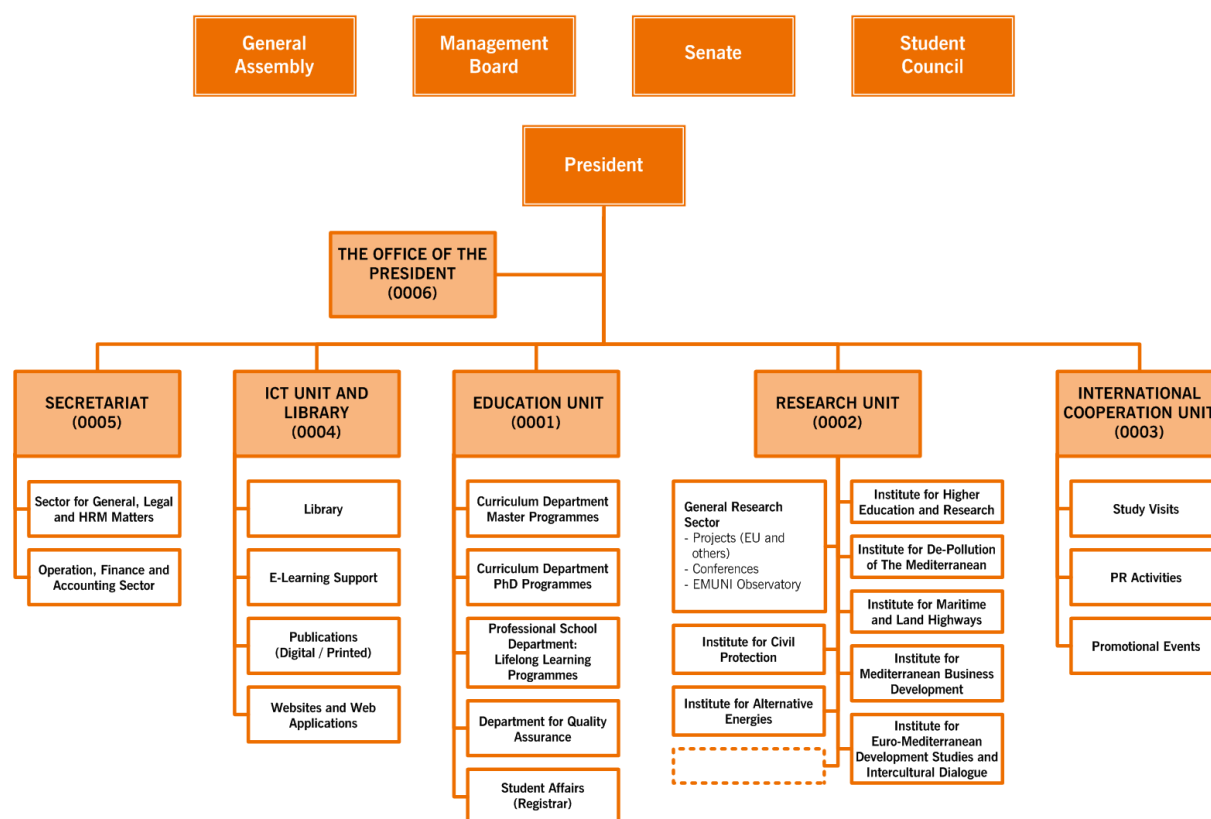 General
Assembly
Management
Board
Senate
Student
Council
President
THE OFFICE OF THE
PRESIDENT
(0006)
SECRETARIAT
(0005)
ICT UNIT AND
LIBRARY
(0004)
EDUCATION UNIT
(0001)
RESEARCH UNIT
(0002)
INTERNATIONAL
COOPERATION UNIT
(0003)
Sector for General, Legal
and HRM Matters
Operation, Finance and
Accounting Sector
Library
E-Learning Support
Publications
(Digital / Printed)
Websites and Web
Applications
Curriculum Department
Master Programmes
Curriculum Department
PhD Programmes
Professional School
Department:
Lifelong Learning
Programmes
Department for Quality
Assurance
Student Affairs
(Registrar)
General Research
Sector
- Projects (EU and
others)
- Conferences
- EMUNI Observatory
Institute for Civil
Protection
Institute for Alternative
Energies
Institute for Higher
Education and Research
Institute for De-Pollution
of The Mediterranean
Institute for Maritime
and Land Highways
Institute for
Mediterranean Business
Development
Institute for
Euro-Mediterranean
Development Studies and
Intercultural Dialogue
Study Visits
PR Activities
Promotional Events